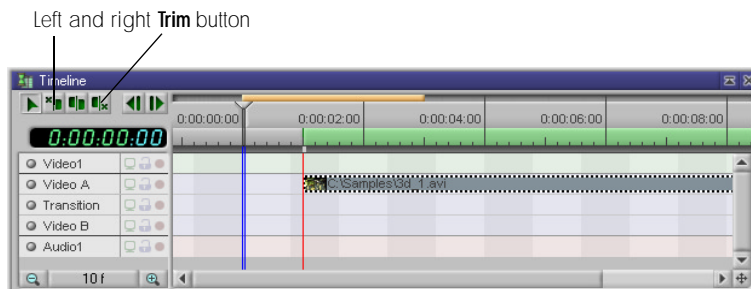 Left and right Trim button
Timeline
0:00:00:00 0:00:02:00 0:00:04:00 0:00:06:00 0:00:08:00
0:00:00:00
Video1
Video A C:\Samples\3d_1.avi
Transition
Video B
Audio1
10 f